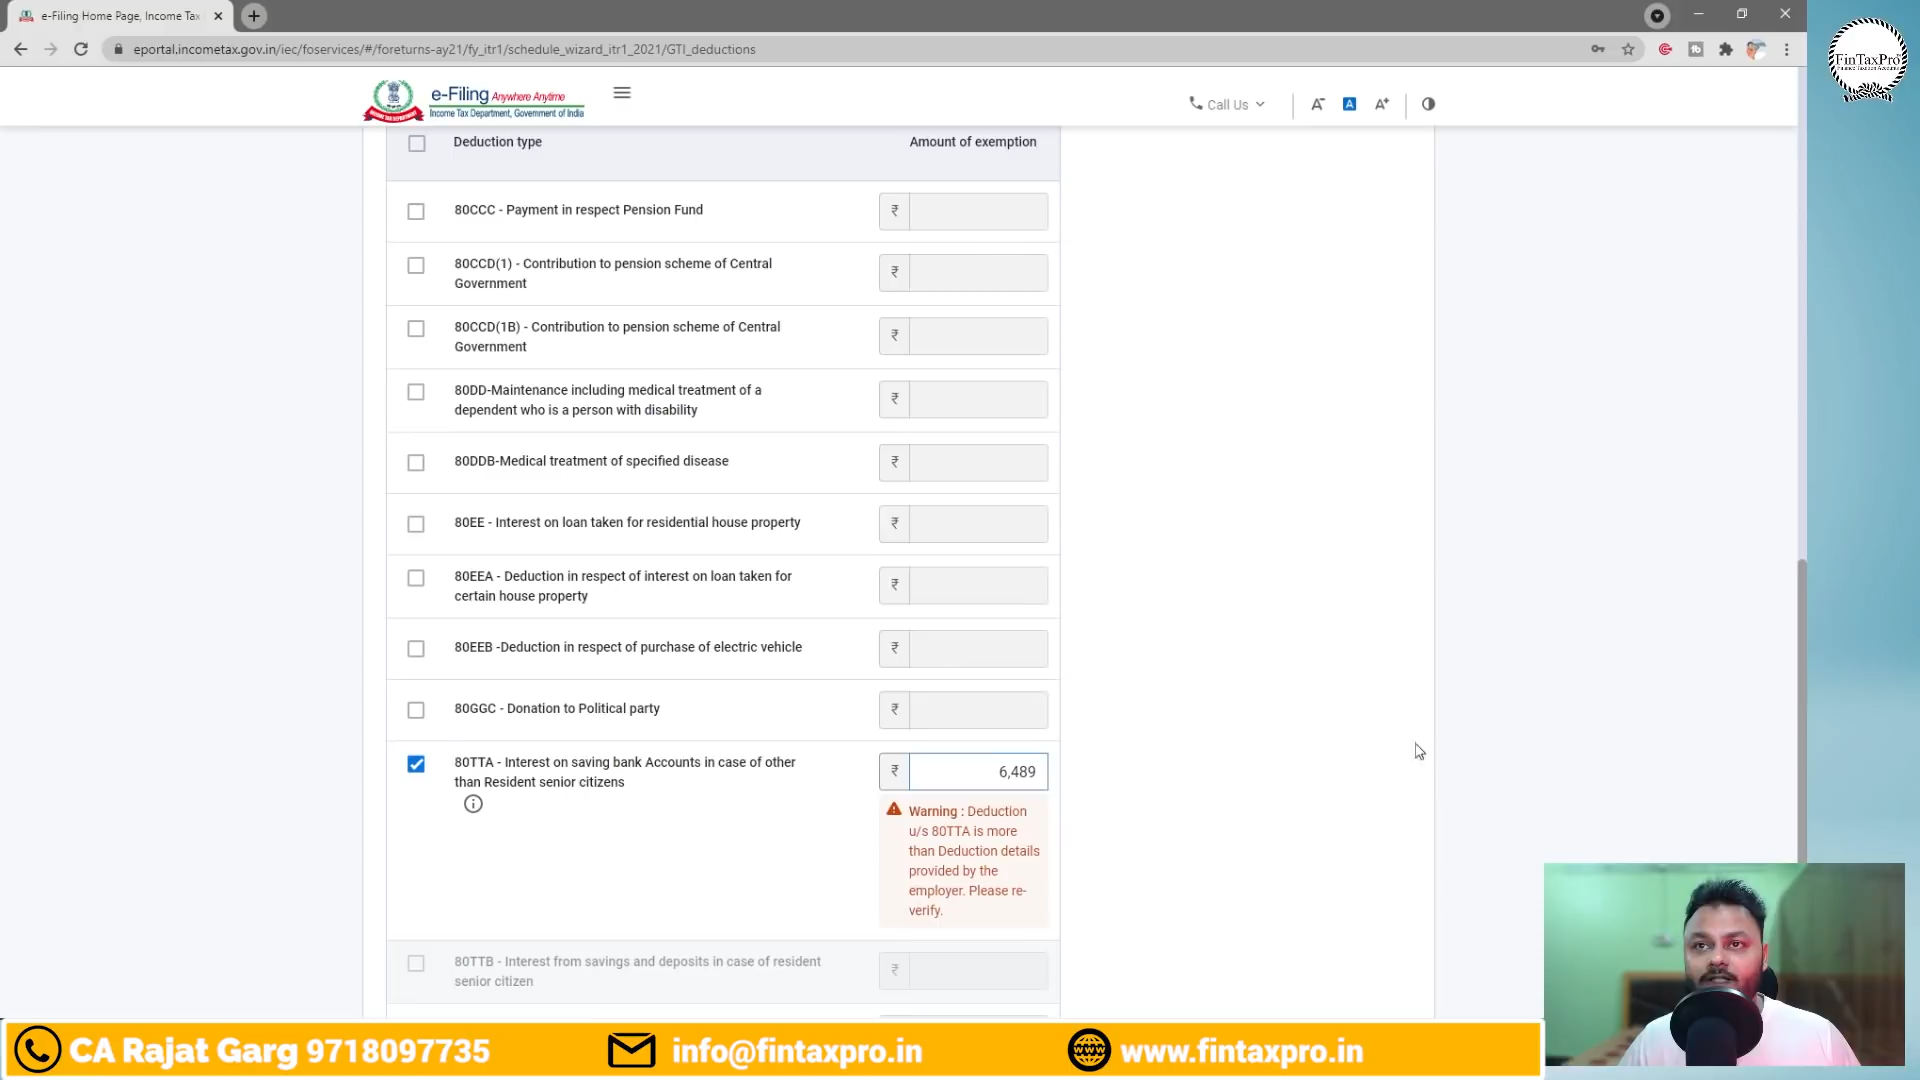 e-Filing Home Page, Income Tax
eportal.incometax.gov.in/iec/foservices/#/foreturns-ay21/fy_itr1/schedule_wizard_itr1_2021/GTI_deductions
FinTaxPro
e-Filing Anywhere Anytime
Income Tax Department, Government of India
Call Us
A-
A
A+
Deduction type
Amount of exemption
80CCC - Payment in respect Pension Fund
₹
80CCD(1) - Contribution to pension scheme of Central
Government
₹
80CCD(1B) - Contribution to pension scheme of Central
Government
₹
80DD-Maintenance including medical treatment of a
dependent who is a person with disability
₹
80DDB-Medical treatment of specified disease
₹
80EE - Interest on loan taken for residential house property
₹
80EEA - Deduction in respect of interest on loan taken for
certain house property
₹
80EEB -Deduction in respect of purchase of electric vehicle
₹
80GGC - Donation to Political party
₹
80TTA - Interest on saving bank Accounts in case of other
than Resident senior citizens
₹ 6,489
Warning : Deduction
u/s 80TTA is more
than Deduction details
provided by the
employer. Please re-
verify.
80TTB - Interest from savings and deposits in case of resident
senior citizen
₹
CA Rajat Garg 9718097735
info@fintaxpro.in
www.fintaxpro.in